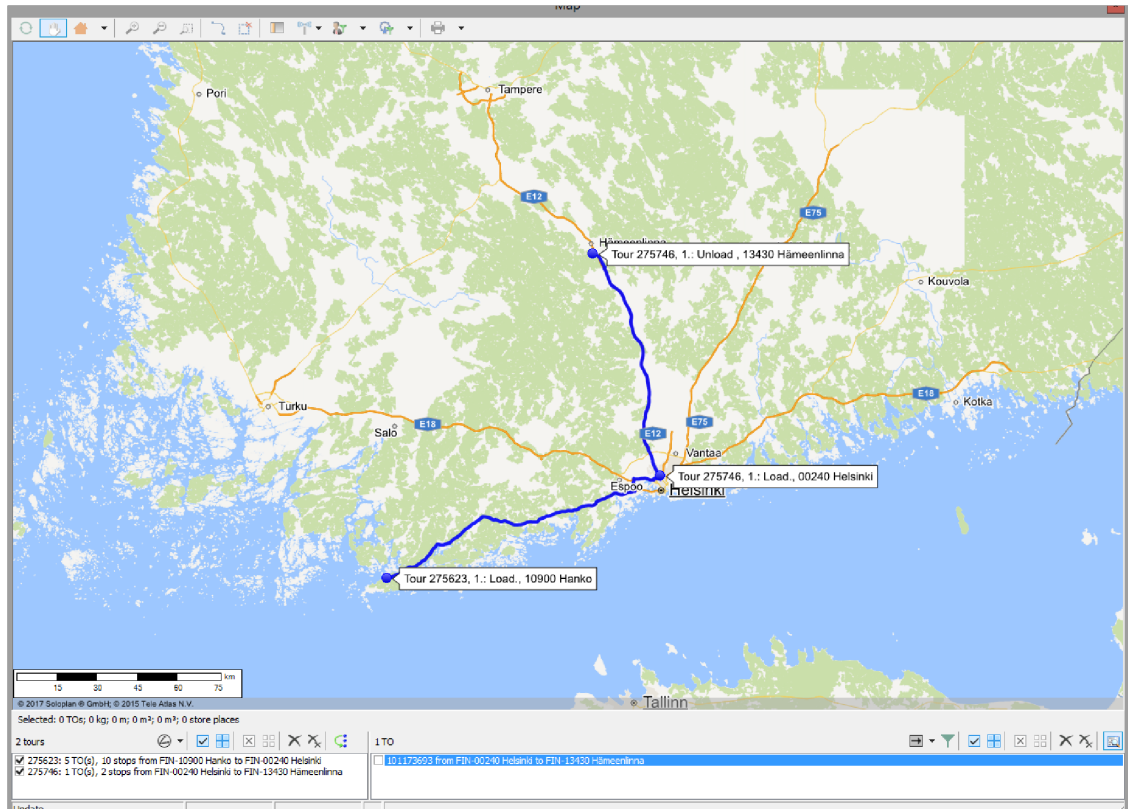 Map
Pori
Tampere
E12
E75
Hämeenlinna
Tour 275746, 1.: Unload , 13430 Hämeenlinna
Kouvola
Turku
E18
Salo
E18
Kotka
E12
E75
Vantaa
Tour 275746, 1.: Load., 00240 Helsinki
Espoo
Helsinki
Tour 275623, 1.: Load., 10900 Hanko
km
15 30 45 60 75
© 2017 Soloplan ® GmbH; © 2015 Tele Atlas N.V.
Tallinn
Selected: 0 TOs; 0 kg; 0 m; 0 m²; 0 m³; 0 store places
2 tours
1 TO
275623: 5 TO(s), 10 stops from FIN-10900 Hanko to FIN-00240 Helsinki
275746: 1 TO(s), 2 stops from FIN-00240 Helsinki to FIN-13430 Hämeenlinna
101173693 from FIN-00240 Helsinki to FIN-13430 Hämeenlinna
Update